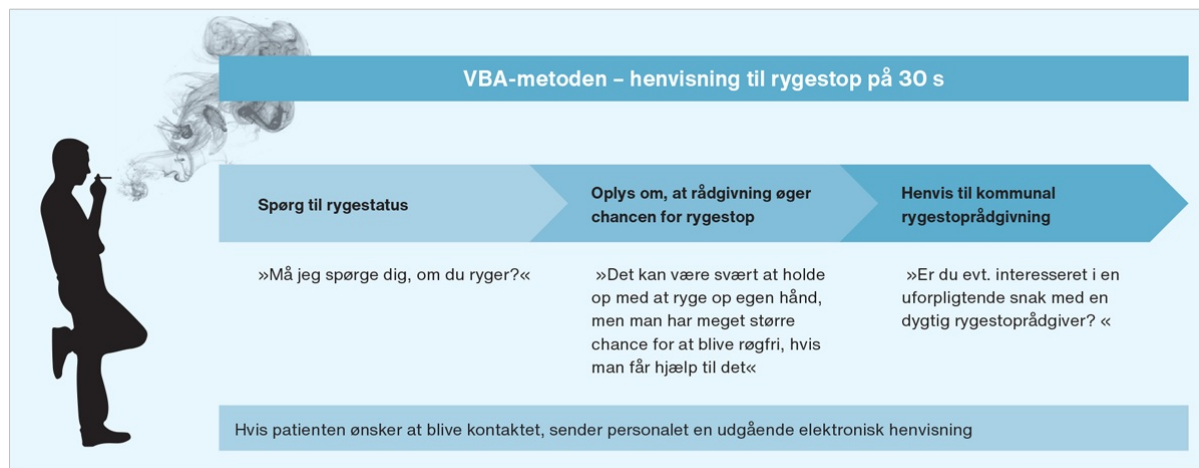 VBA-metoden – henvisning til rygestop på 30 s
Spørg til rygestatus
Oplys om, at rådgivning øger
chancen for rygestop
Henvis til kommunal
rygestoprådgivning
»Må jeg spørge dig, om du ryger?«
»Det kan være svært at holde
op med at ryge op egen hånd,
men man har meget større
chance for at blive røgfri, hvis
man får hjælp til det«
»Er du evt. interesseret i en
uforpligtende snak med en
dygtig rygestoprådgiver? «
Hvis patienten ønsker at blive kontaktet, sender personalet en udgående elektronisk henvisning